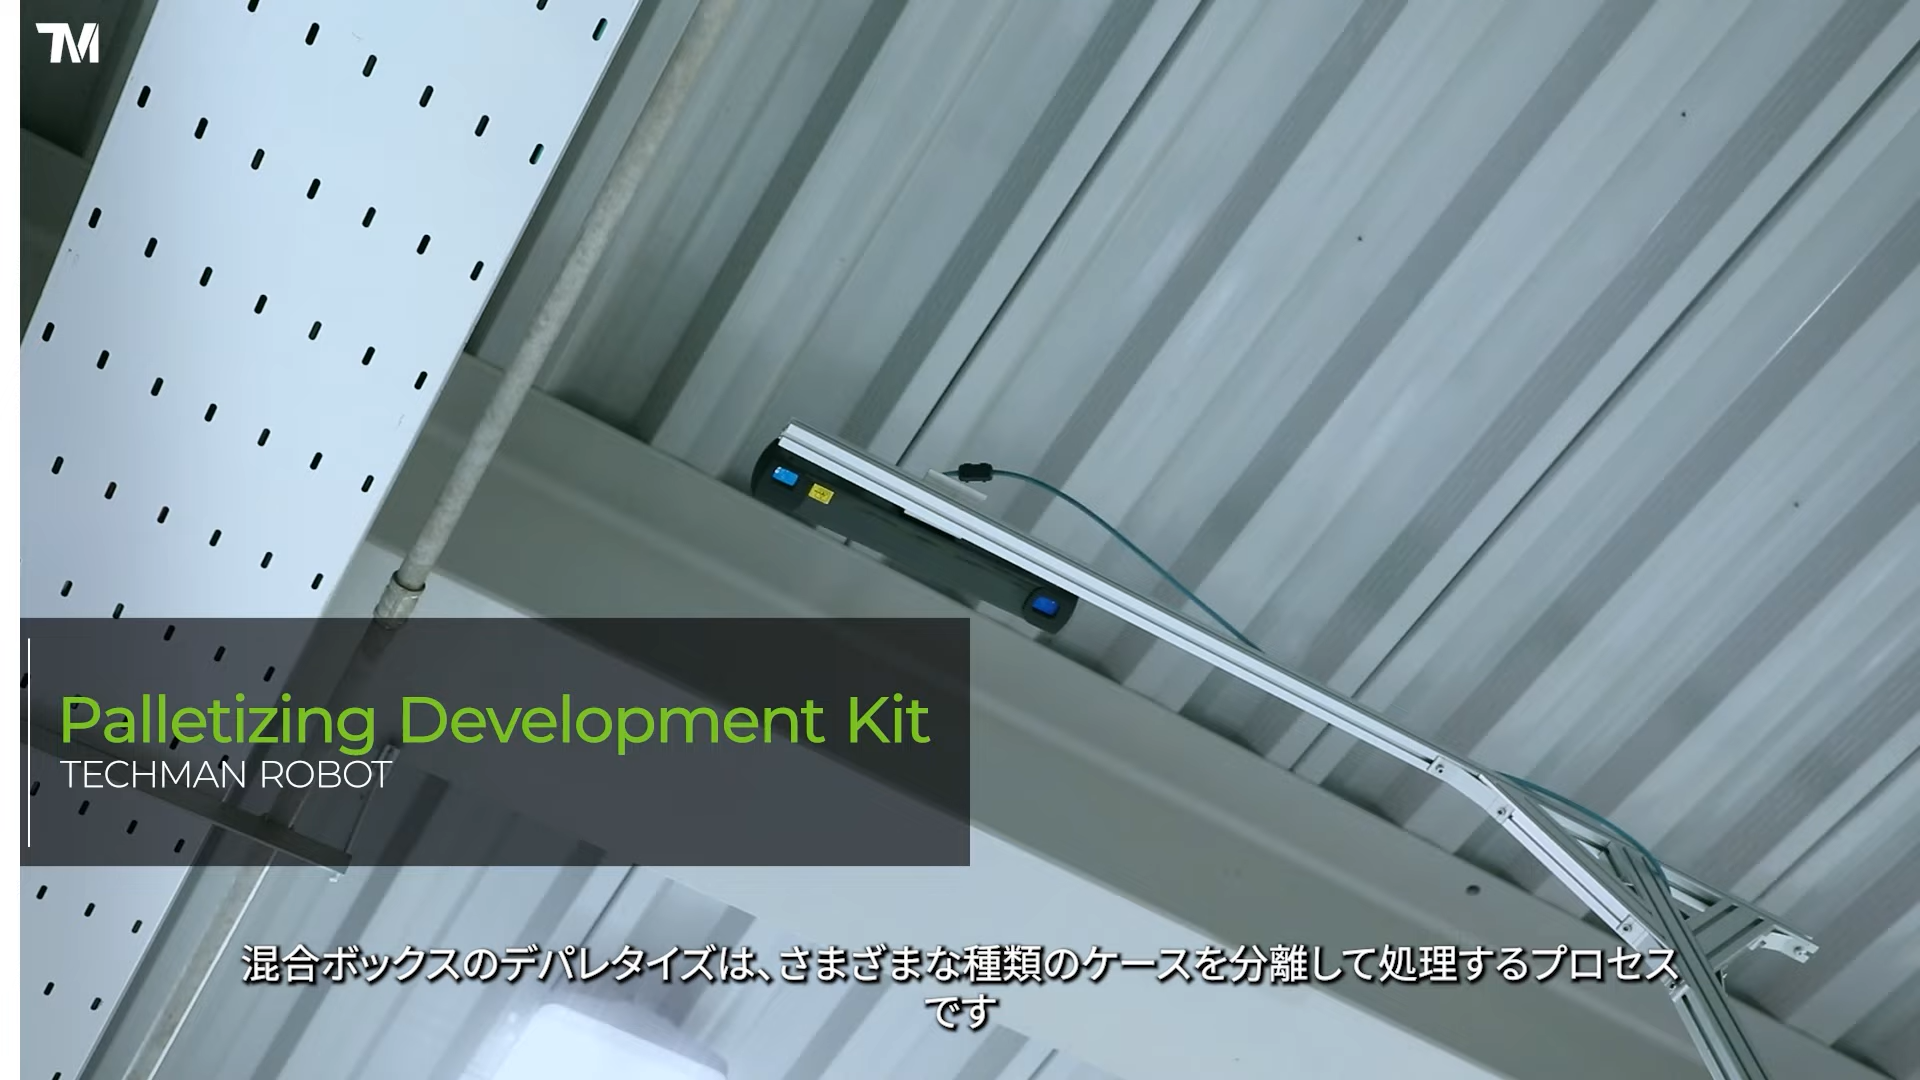 TM
Palletizing Development Kit
TECHMAN ROBOT
混合ボックスのデパレタイズは、さまざまな種類のケースを分離して処理するプロセス
です